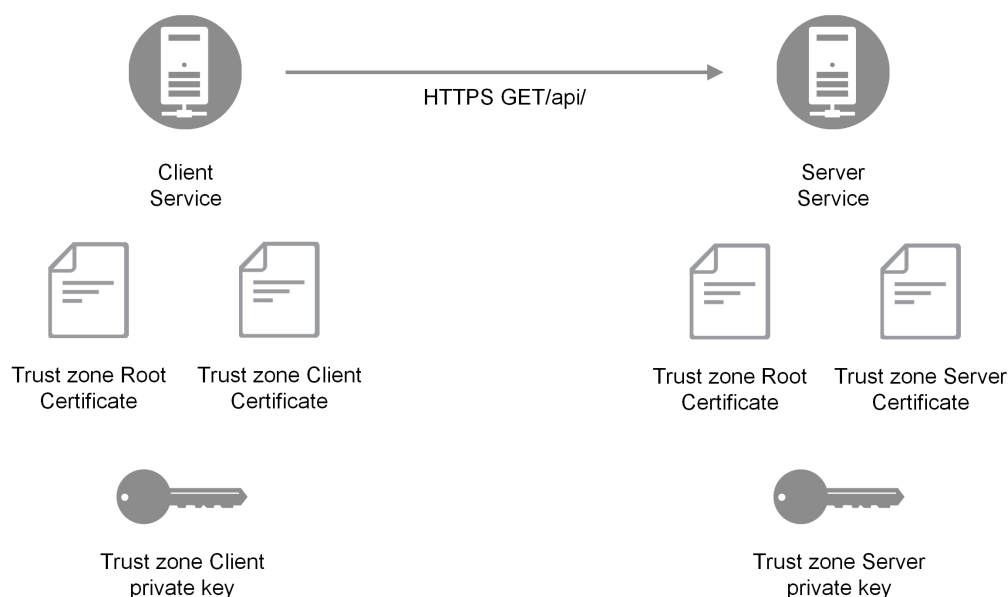 HTTPS GET/api/
Client
Service
Server
Service
Trust zone Root
Certificate
Trust zone Client
Certificate
Trust zone Root
Certificate
Trust zone Server
Certificate
Trust zone Client
private key
Trust zone Server
private key